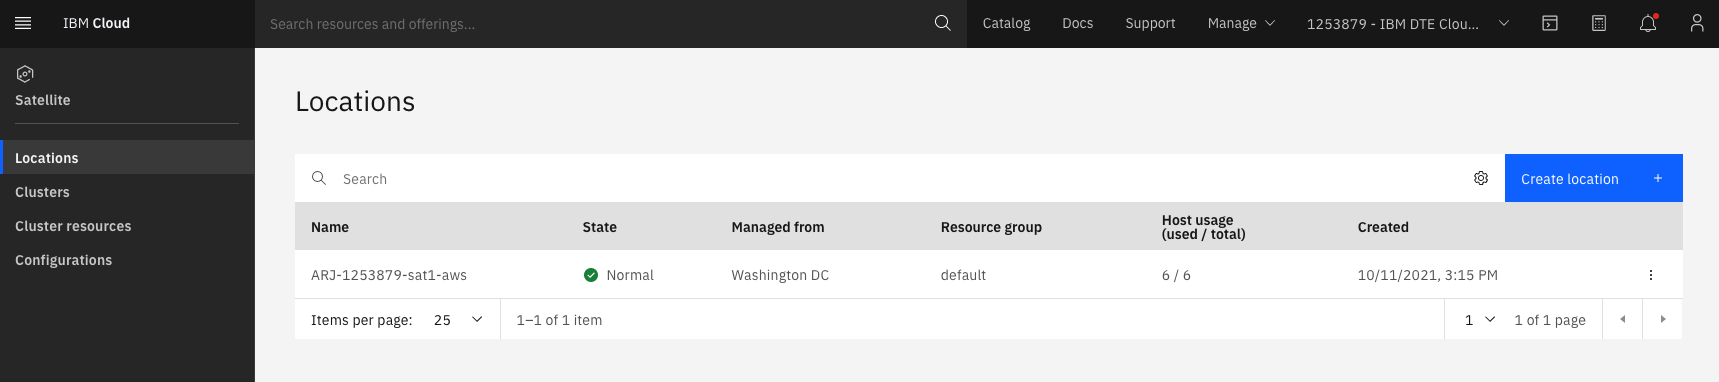 IBM Cloud
Search resources and offerings...
Catalog
Docs
Support
Manage
1253879 - IBM DTE Clou...
Satellite
Locations
Clusters
Cluster resources
Configurations
Locations
Search
Create location +
Name State Managed from Resource group Host usage (used / total) Created
ARJ-1253879-sat1-aws Normal Washington DC default 6 / 6 10/11/2021, 3:15 PM
Items per page: 25 1–1 of 1 item 1 1 of 1 page